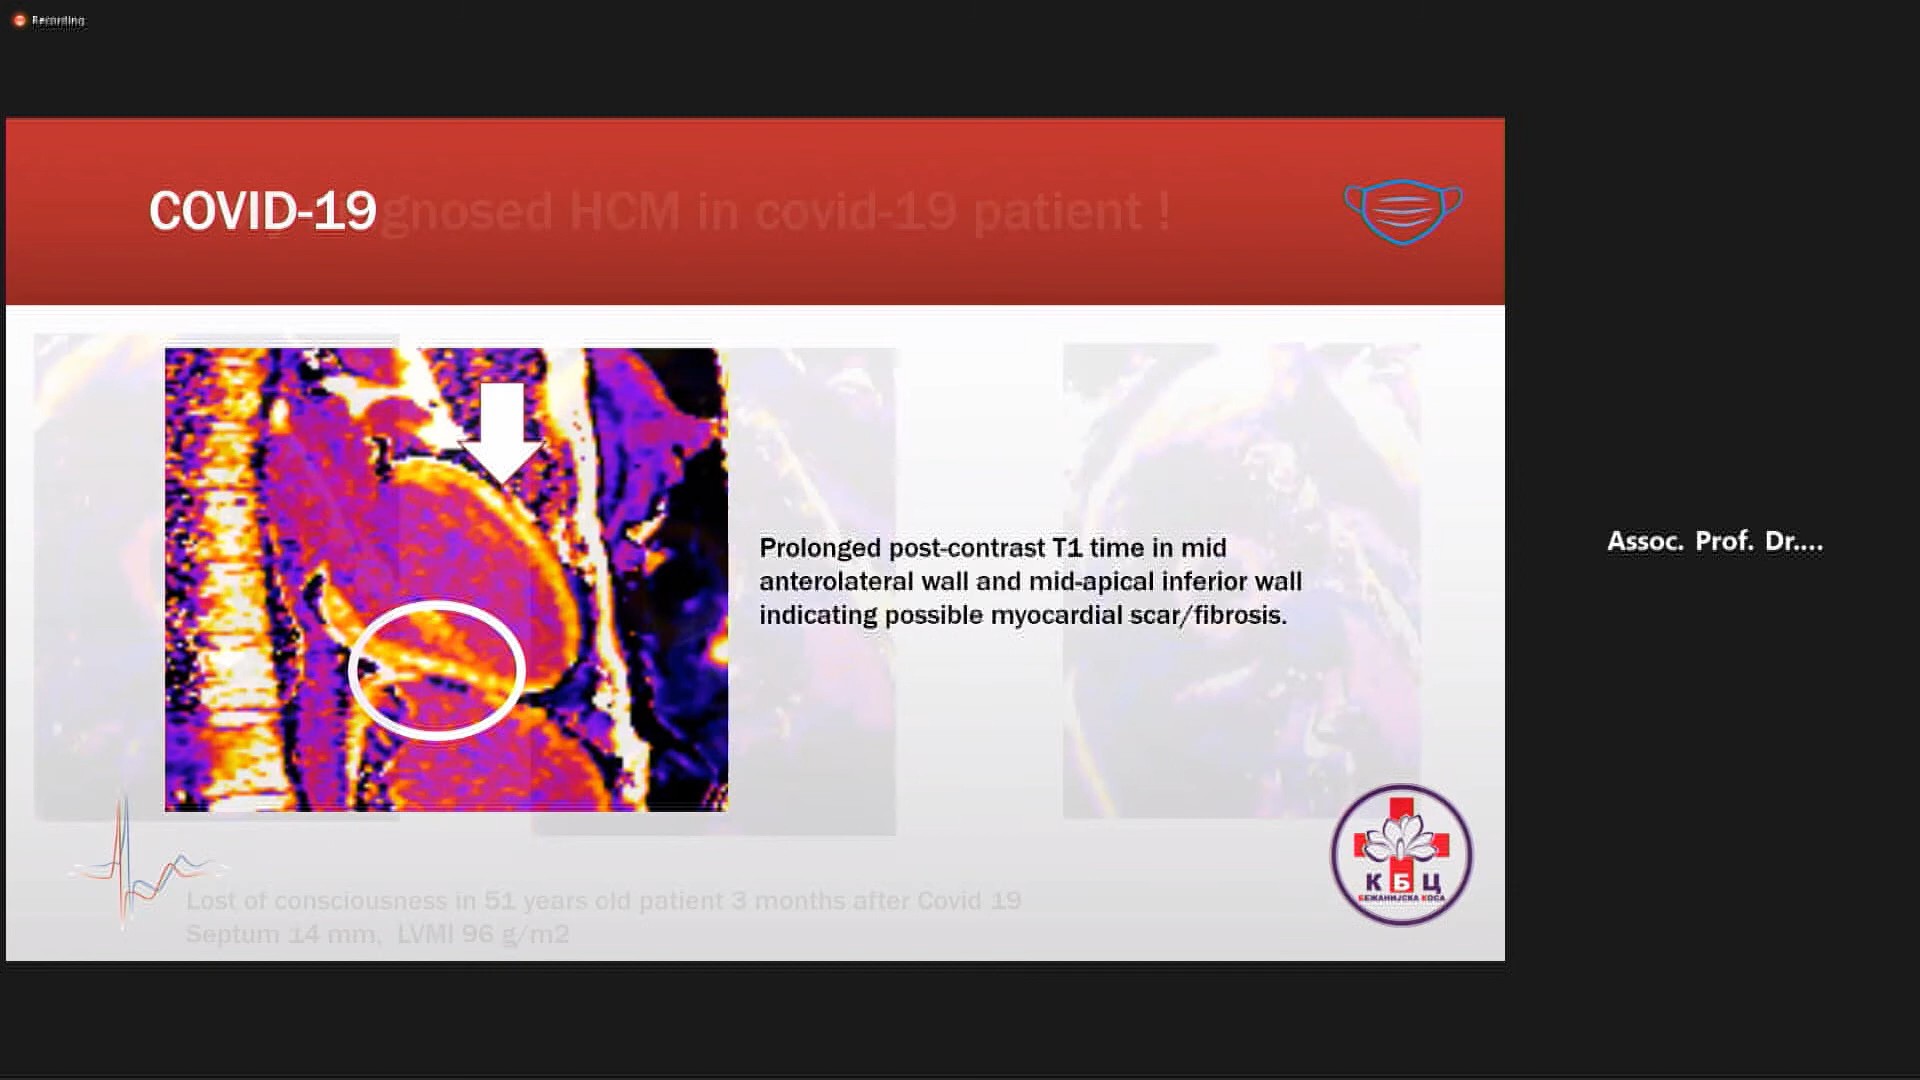 Recording
COVID-19
gnosed HCM in covid-19 patient !
Prolonged post-contrast T1 time in mid
anterolateral wall and mid-apical inferior wall
indicating possible myocardial scar/fibrosis.
Assoc. Prof. Dr....
К Б Ц
БЕЖАНИЈСКА КОСА
Lost of consciousness in 51 years old patient 3 months after Covid 19
Septum 14 mm, LVMI 96 g/m2